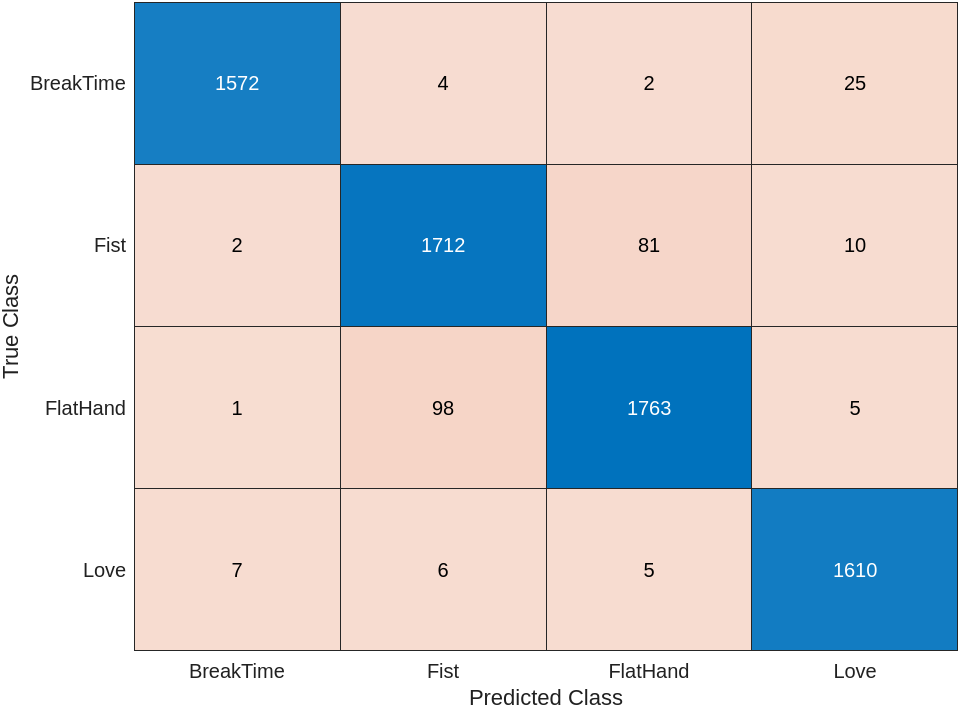 BreakTime 1572 4 2 25
Fist 2 1712 81 10
FlatHand 1 98 1763 5
Love 7 6 5 1610
BreakTime Fist FlatHand Love
Predicted Class
True Class